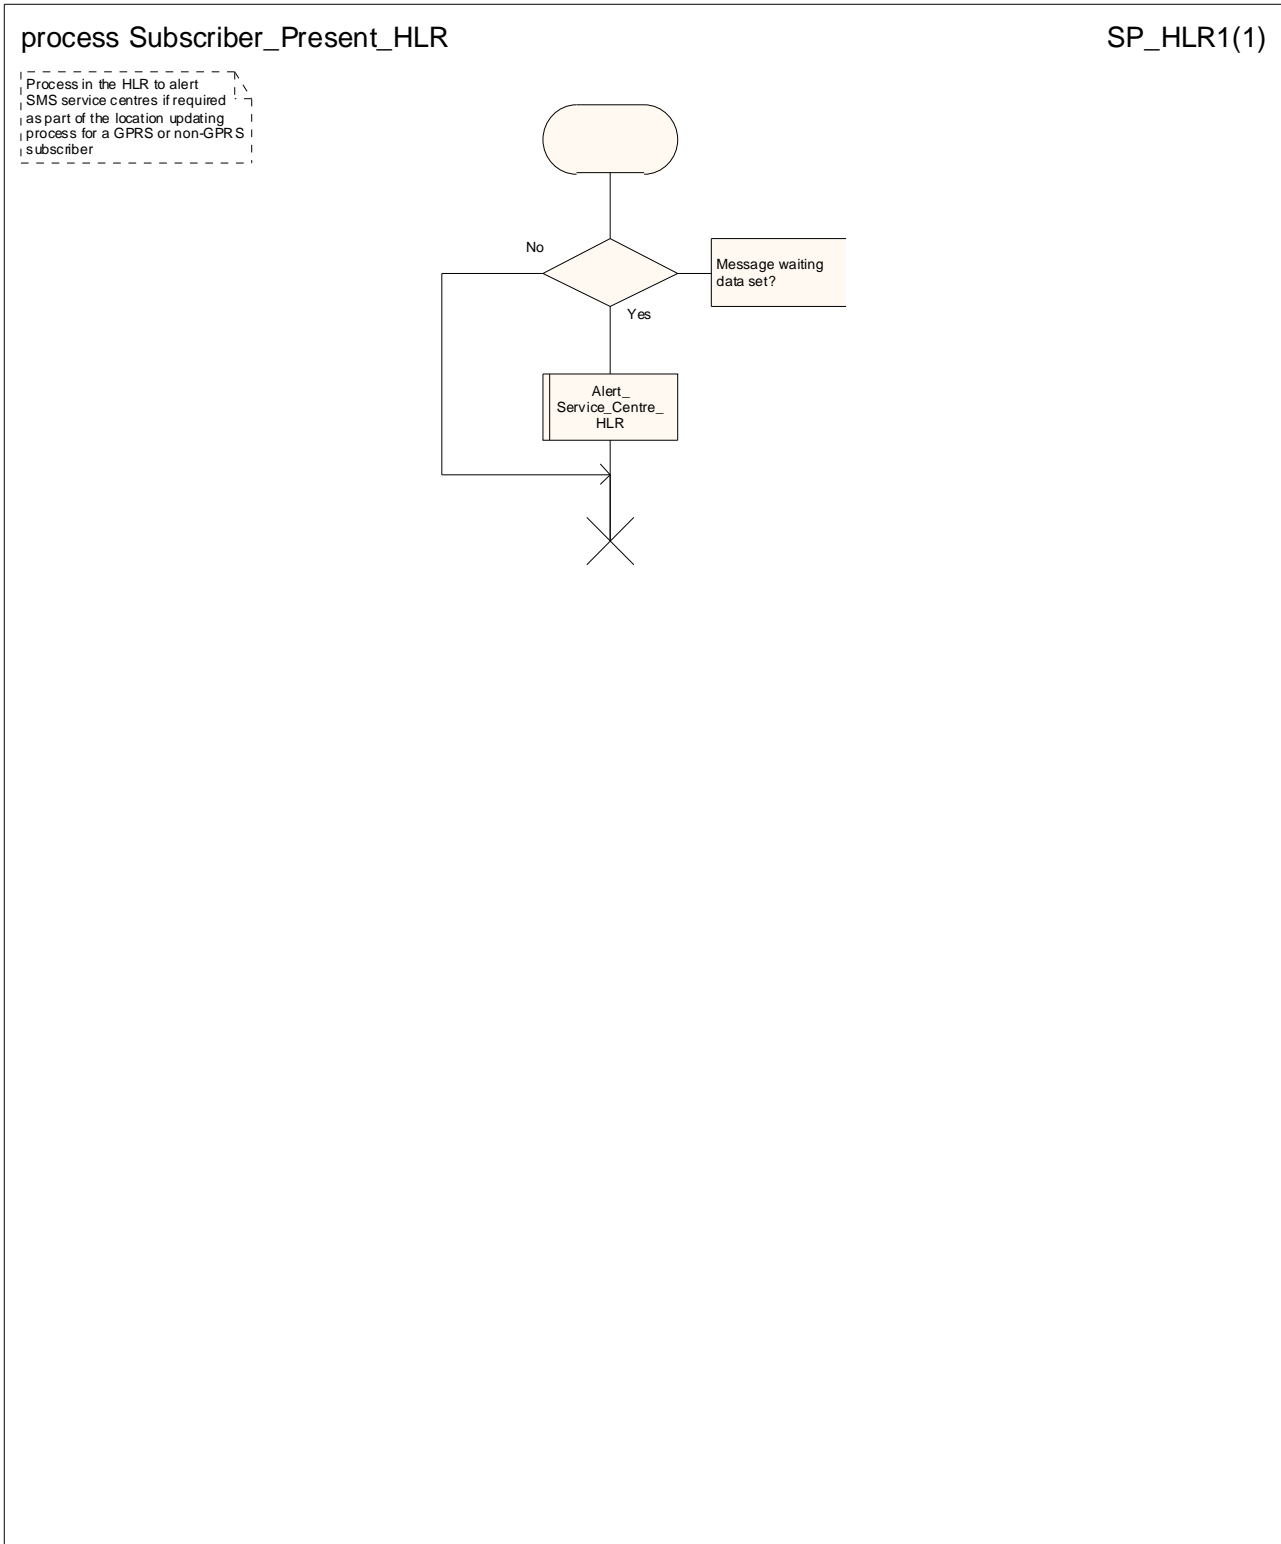 process Subscriber_Present_HLR
SP_HLR1(1)
Process in the HLR to alert
SMS service centres if required
as part of the location updating
process for a GPRS or non-GPRS
subscriber
No
Message waiting
data set?
Yes
Alert_
Service_Centre_
HLR